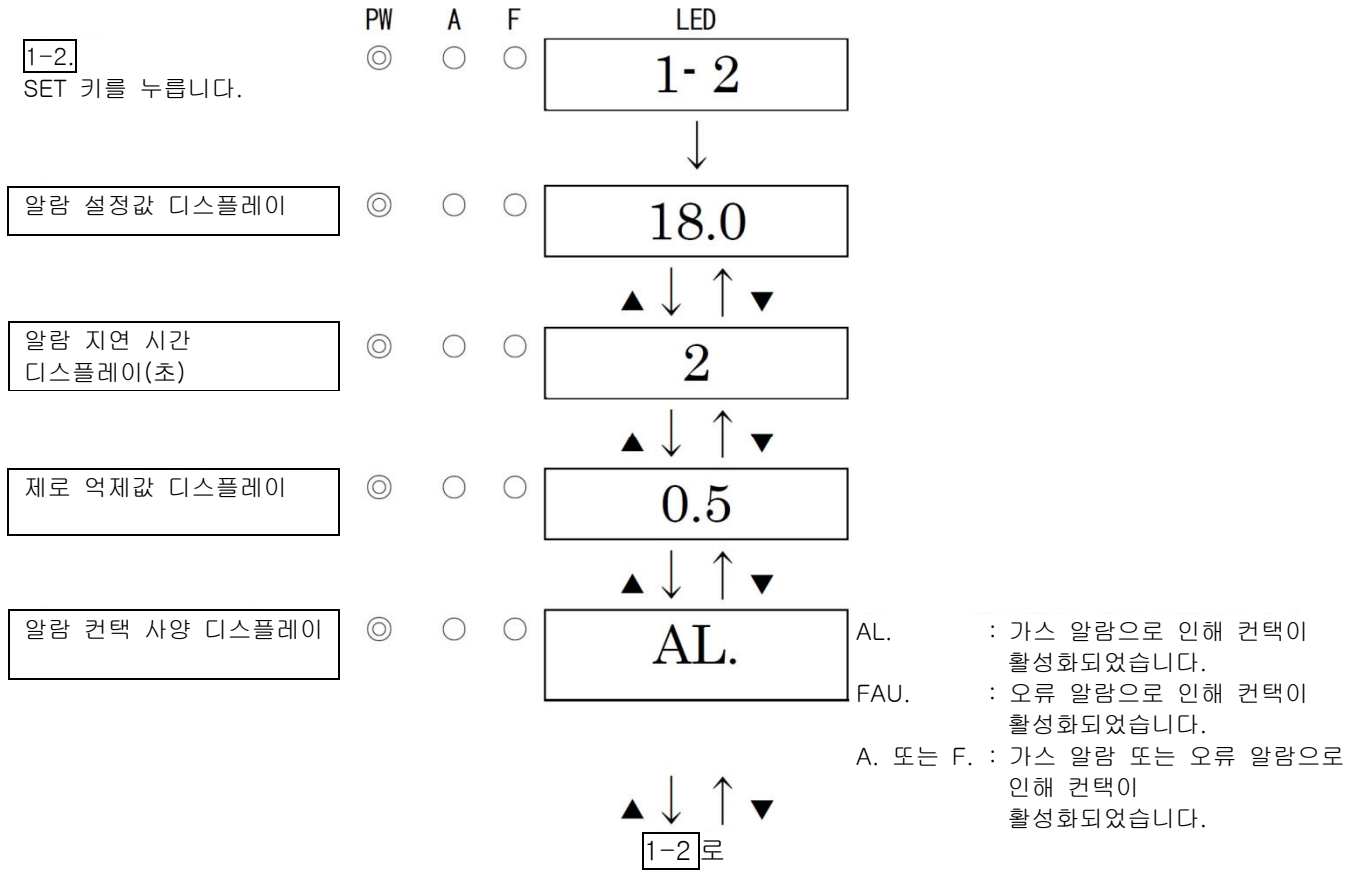 PW A F LED
1-2.
SET 키를 누릅니다.
◎ ○ ○ 1- 2
↓
알람 설정값 디스플레이 ◎ ○ ○ 18.0
▲ ↓ ↑ ▼
알람 지연 시간
디스플레이(초) ◎ ○ ○ 2
▲ ↓ ↑ ▼
제로 억제값 디스플레이 ◎ ○ ○ 0.5
▲ ↓ ↑ ▼
알람 컨택 사양 디스플레이 ◎ ○ ○ AL.
AL. : 가스 알람으로 인해 컨택이
활성화되었습니다.
FAU. : 오류 알람으로 인해 컨택이
활성화되었습니다.
A. 또는 F. : 가스 알람 또는 오류 알람으로
인해 컨택이
활성화되었습니다.
▲ ↓ ↑ ▼
1-2 로